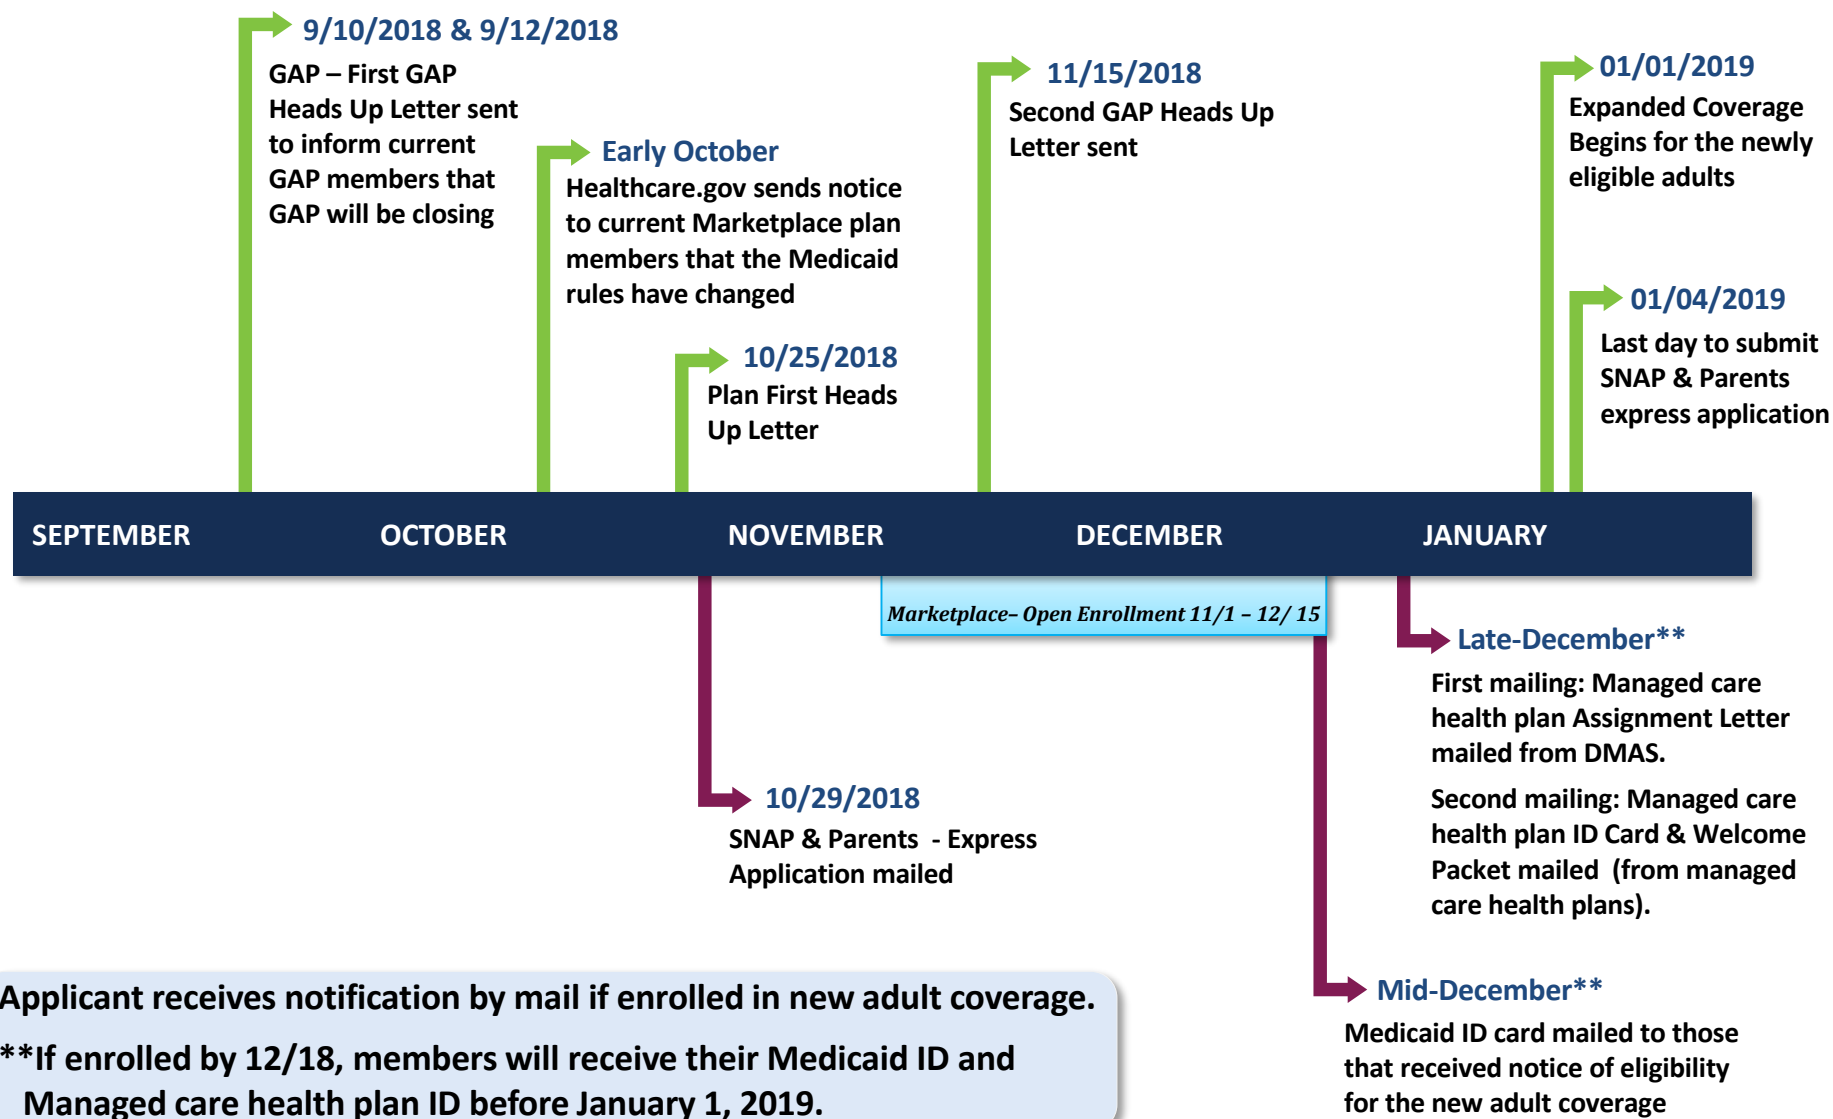 9/10/2018 & 9/12/2018
GAP – First GAP
Heads Up Letter sent
to inform current
GAP members that
GAP will be closing
Early October
Healthcare.gov sends notice
to current Marketplace plan
members that the Medicaid
rules have changed
10/25/2018
Plan First Heads
Up Letter
11/15/2018
Second GAP Heads Up
Letter sent
01/01/2019
Expanded Coverage
Begins for the newly
eligible adults
01/04/2019
Last day to submit
SNAP & Parents
express application
SEPTEMBER OCTOBER NOVEMBER DECEMBER JANUARY
Marketplace– Open Enrollment 11/1 – 12/ 15
10/29/2018
SNAP & Parents - Express
Application mailed
Late-December**
First mailing: Managed care
health plan Assignment Letter
mailed from DMAS.
Second mailing: Managed care
health plan ID Card & Welcome
Packet mailed (from managed
care health plans).
Mid-December**
Medicaid ID card mailed to those
that received notice of eligibility
for the new adult coverage
Applicant receives notification by mail if enrolled in new adult coverage.
**If enrolled by 12/18, members will receive their Medicaid ID and
Managed care health plan ID before January 1, 2019.